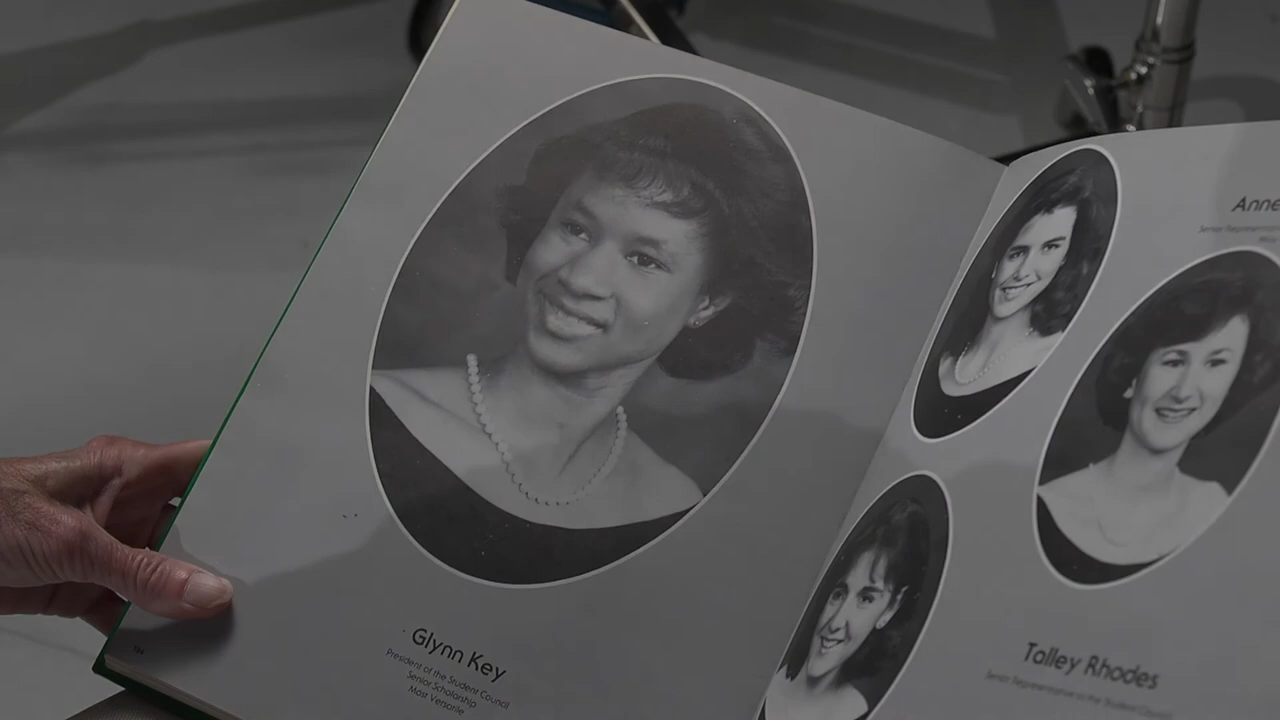 Glynn Key
President of the Student Council
Senior Scholarship
Most Versatile
Anne
Senior
Talley Rhodes
Senior Representative to the Student Council